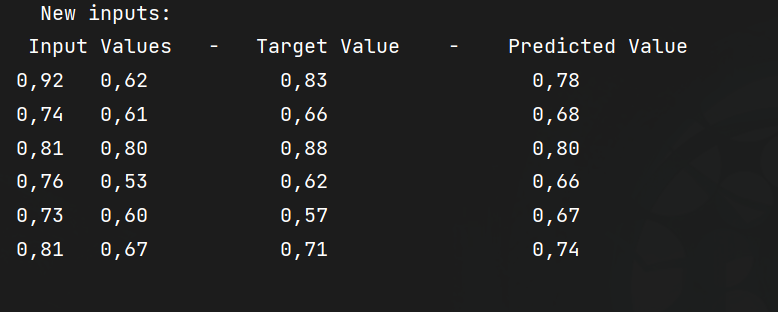 New inputs:
Input Values - Target Value - Predicted Value
0,92 0,62 0,83 0,78
0,74 0,61 0,66 0,68
0,81 0,80 0,88 0,80
0,76 0,53 0,62 0,66
0,73 0,60 0,57 0,67
0,81 0,67 0,71 0,74